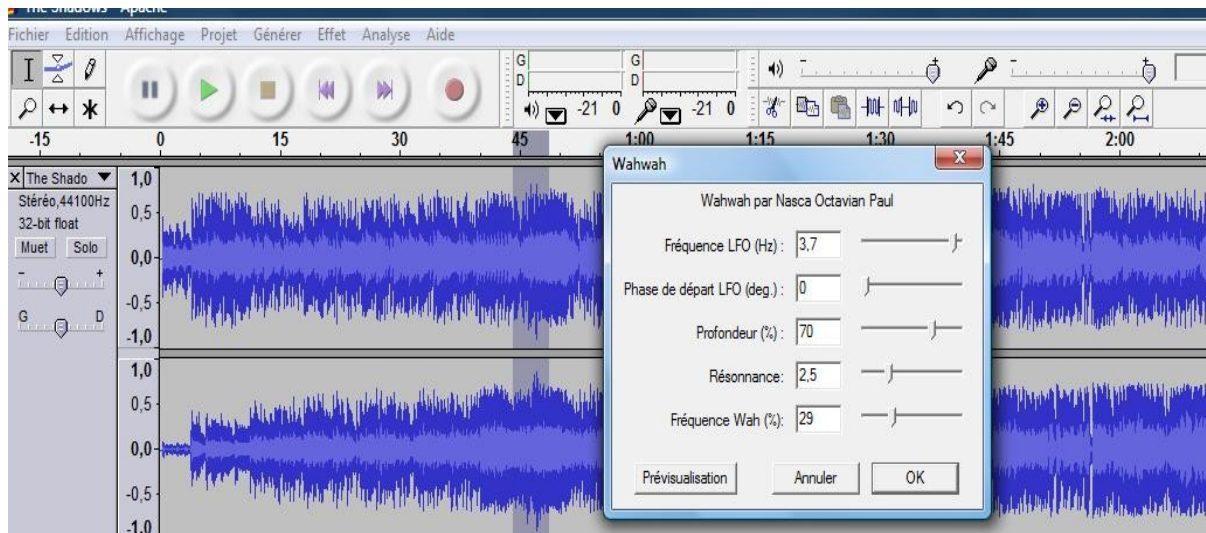 The Shadows - Apache
Fichier Edition Affichage Projet Générer Effet Analyse Aide
G G
D D
-21 0 -21 0
-15 0 15 30 45 1:00 1:15 1:30 1:45 2:00
X The Shado
Stéréo,44100Hz
32-bit float
Muet Solo
- +
G D
1,0
0,5
0,0
-0,5
-1,0
1,0
0,5
0,0
-0,5
-1,0
Wahwah
Wahwah par Nasca Octavian Paul
Fréquence LFO (Hz) : 3,7
Phase de départ LFO (deg.) : 0
Profondeur (%) : 70
Résonnance: 2,5
Fréquence Wah (%): 29
Prévisualisation Annuler OK